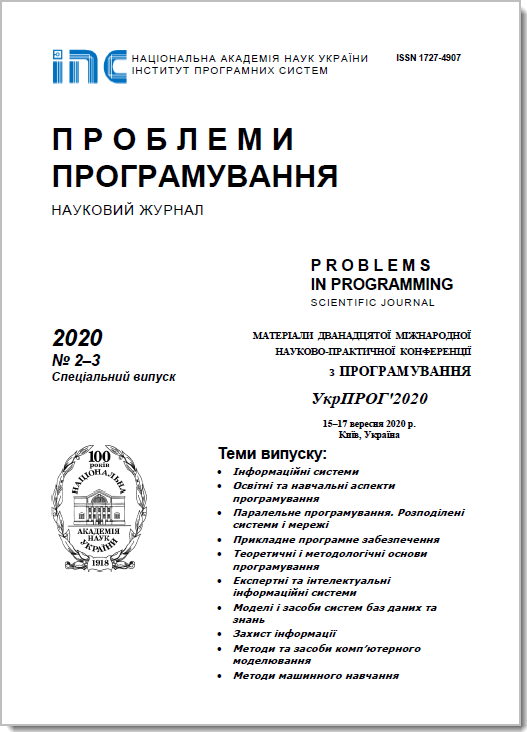 інс
НАЦІОНАЛЬНА АКАДЕМІЯ НАУК УКРАЇНИ
ІНСТИТУТ ПРОГРАМНИХ СИСТЕМ
ISSN 1727-4907
ПРОБЛЕМИ
ПРОГРАМУВАННЯ
НАУКОВИЙ ЖУРНАЛ
PROBLEMS
IN PROGRAMMING
SCIENTIFIC JOURNAL
2020
№ 2–3
Спеціальний випуск
МАТЕРІАЛИ ДВАНАДЦЯТОЇ МІЖНАРОДНОЇ
НАУКОВО-ПРАКТИЧНОЇ КОНФЕРЕНЦІЇ
З ПРОГРАМУВАННЯ
УкрПРОГ'2020
15–17 вересня 2020 р.
Київ, Україна
100
років
НАЦІОНАЛЬНА
АКАДЕМІЯ
НАУК
УКРАЇНИ
1918
Теми випуску:
• Інформаційні системи
• Освітні та навчальні аспекти
програмування
• Паралельне програмування. Розподілені
системи і мережі
• Прикладне програмне забезпечення
• Теоретичні і методологічні основи
програмування
• Експертні та інтелектуальні
інформаційні системи
• Моделі і засоби систем баз даних та
знань
• Захист інформації
• Методи та засоби комп’ютерного
моделювання
• Методи машинного навчання